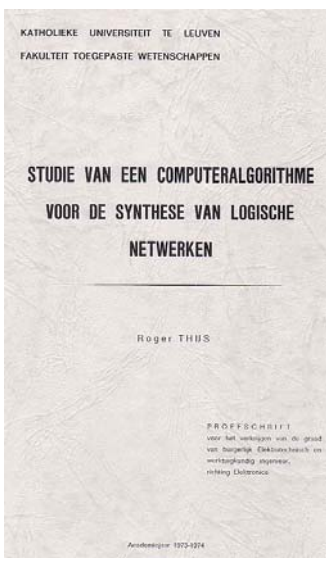 KATHOLIEKE UNIVERSITEIT TE LEUVEN
FAKULTEIT TOEGEPASTE WETENSCHAPPEN
STUDIE VAN EEN COMPUTERALGORITHME
VOOR DE SYNTHESE VAN LOGISCHE
NETWERKEN
Roger THIJS
PROEFSCHRIFT
voor het verkrijgen van de graad
van burgerlijk Elektrotechnisch en
werktuigkundig ingenieur,
richting Elektronica
Academiejaar 1973-1974